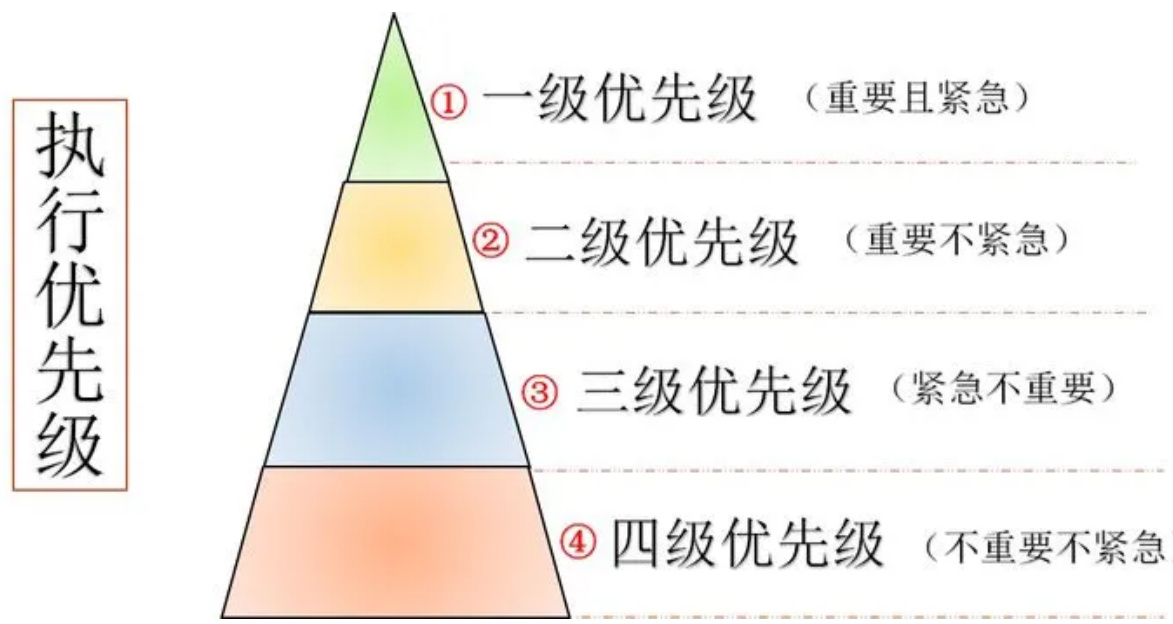 执行优先级
① 一级优先级 （重要且紧急）
② 二级优先级 （重要不紧急）
③ 三级优先级 （紧急不重要）
④ 四级优先级 （不重要不紧急